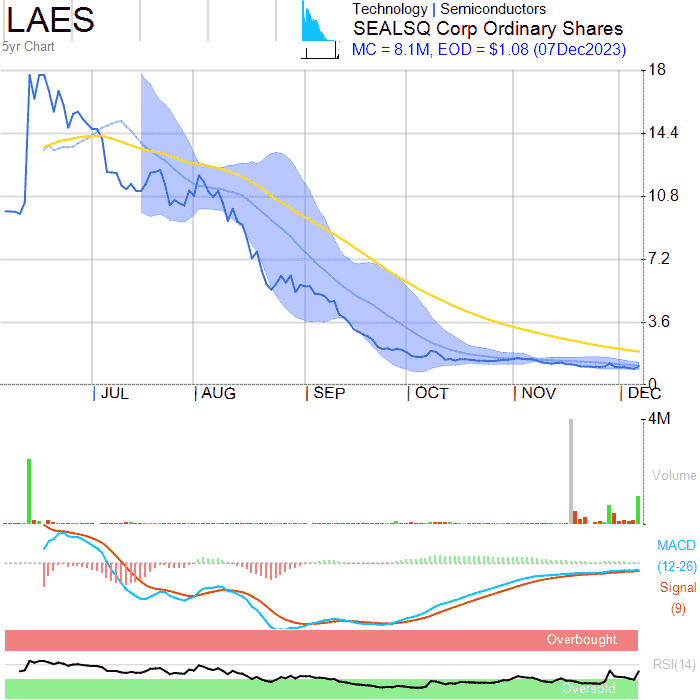 LAES
5yr Chart
Technology | Semiconductors
SEALSQ Corp Ordinary Shares
MC = 8.1M, EOD = $1.08 (07Dec2023)
18
14.4
10.8
7.2
3.6
0
JUL AUG SEP OCT NOV DEC
4M
Volume
MACD
(12-26)
Signal
(9)
Overbought
RSI(14)
Oversold